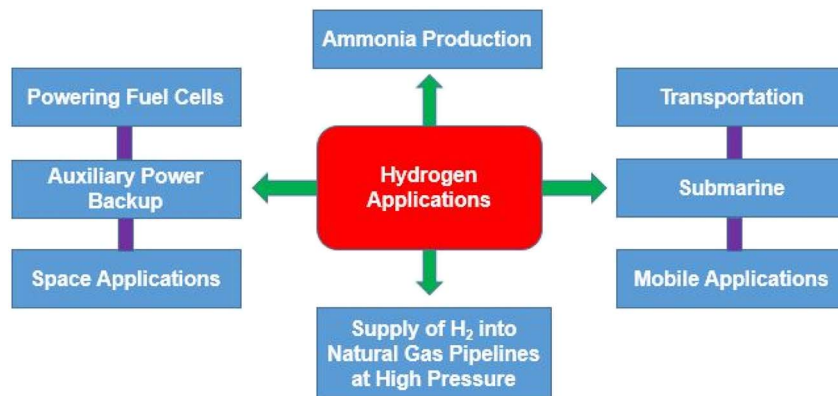 Ammonia Production
Powering Fuel Cells
Transportation
Hydrogen
Applications
Auxiliary Power
Backup
Submarine
Space Applications
Mobile Applications
Supply of H₂ into
Natural Gas Pipelines
at High Pressure